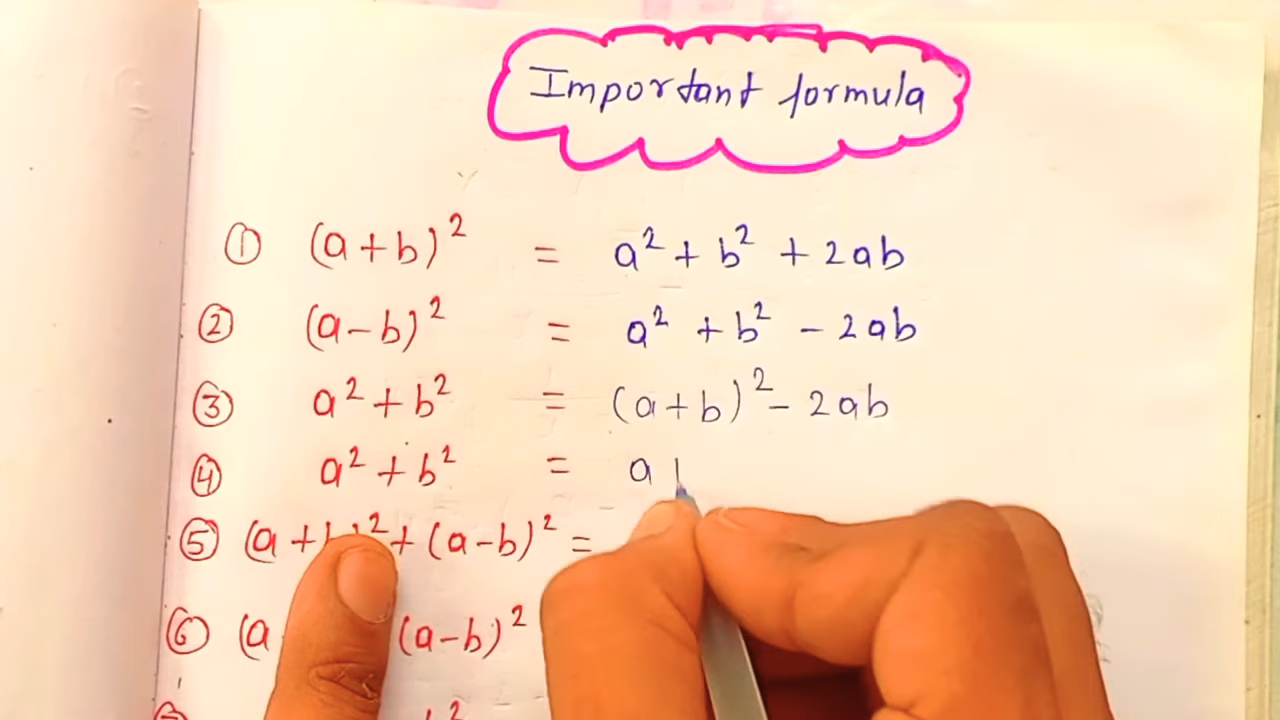 Important formula
① (a+b)² = a² + b² + 2ab
② (a-b)² = a² + b² - 2ab
③ a² + b² = (a+b)² - 2ab
④ a² + b² = a
⑤ (a + )² + (a-b)² =
⑥ (a (a-b)²